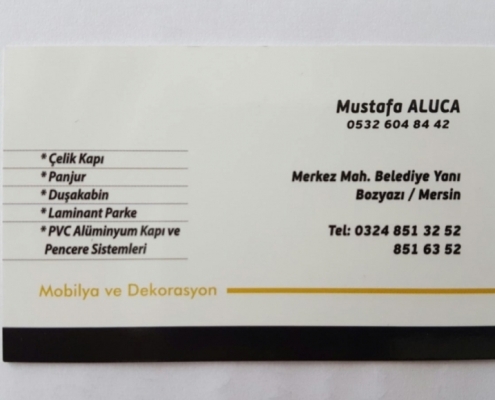 Mustafa ALUCA
0532 604 84 42
* Çelik Kapı
* Panjur
* Duşakabin
* Laminant Parke
* PVC Alüminyum Kapı ve
Pencere Sistemleri
Merkez Mah. Belediye Yanı
Bozyazı / Mersin
Tel: 0324 851 32 52
851 63 52
Mobilya ve Dekorasyon